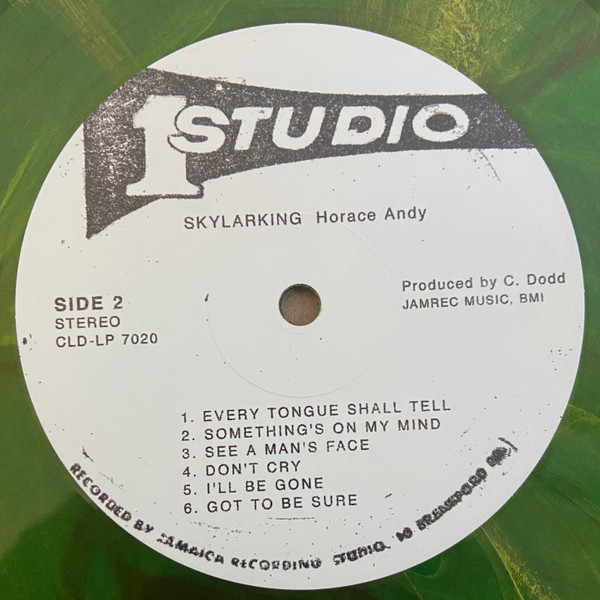 1 STUDIO
SKYLARKING Horace Andy
Produced by C. Dodd
JAMREC MUSIC, BMI
SIDE 2
STEREO
CLD-LP 7020
1. EVERY TONGUE SHALL TELL
2. SOMETHING'S ON MY MIND
3. SEE A MAN'S FACE
4. DON'T CRY
5. I'LL BE GONE
6. GOT TO BE SURE
RECORDED BY JAMAICA RECORDING STUDIO,